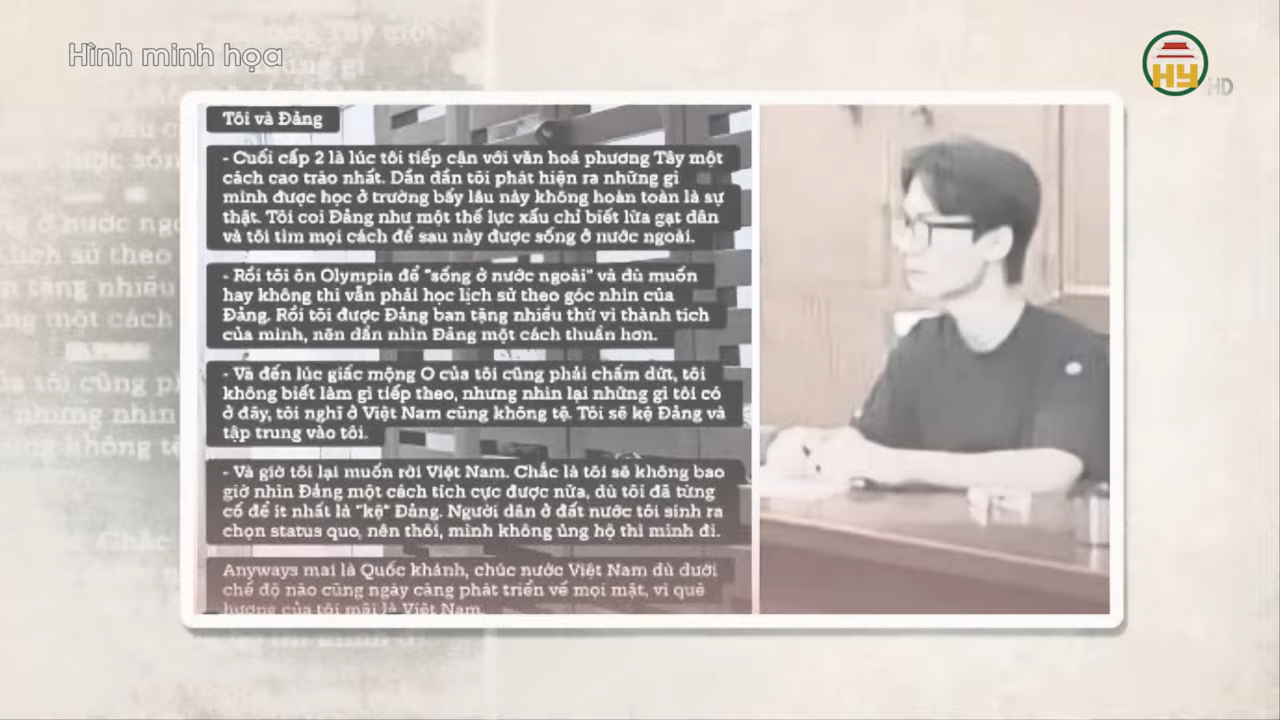 Hình minh họa
HY
HD
Tôi và Đảng
- Cuối cấp 2 là lúc tôi tiếp cận với văn hoá phương Tây một
cách cao trào nhất. Dần dần tôi phát hiện ra những gì
mình được học ở trường bấy lâu này không hoàn toàn là sự
thật. Tôi coi Đảng như một thế lực xấu chỉ biết lừa gạt dân
và tôi tìm mọi cách để sau này được sống ở nước ngoài.
- Rồi tôi ôn Olympia để "sống ở nước ngoài" và dù muốn
hay không thì vẫn phải học lịch sử theo góc nhìn của
Đảng. Rồi tôi được Đảng ban tặng nhiều thứ vì thành tích
của mình, nên dần nhìn Đảng một cách thuần hơn.
- Và đến lúc giấc mộng O của tôi cũng phải chấm dứt, tôi
không biết làm gì tiếp theo, nhưng nhìn lại những gì tôi có
ở đây, tôi nghĩ ở Việt Nam cũng không tệ. Tôi sẽ kệ Đảng và
tập trung vào tôi.
- Và giờ tôi lại muốn rời Việt Nam. Chắc là tôi sẽ không bao
giờ nhìn Đảng một cách tích cực được nữa, dù tôi đã từng
cố để ít nhất là "kệ" Đảng. Người dân ở đất nước tôi sinh ra
chọn status quo, nên thôi, mình không ủng hộ thì mình đi.
Anyways mai là Quốc khánh, chúc nước Việt Nam dù dưới
chế độ nào cũng ngày càng phát triển về mọi mặt, vì quê
hương của tôi mãi là Việt Nam.